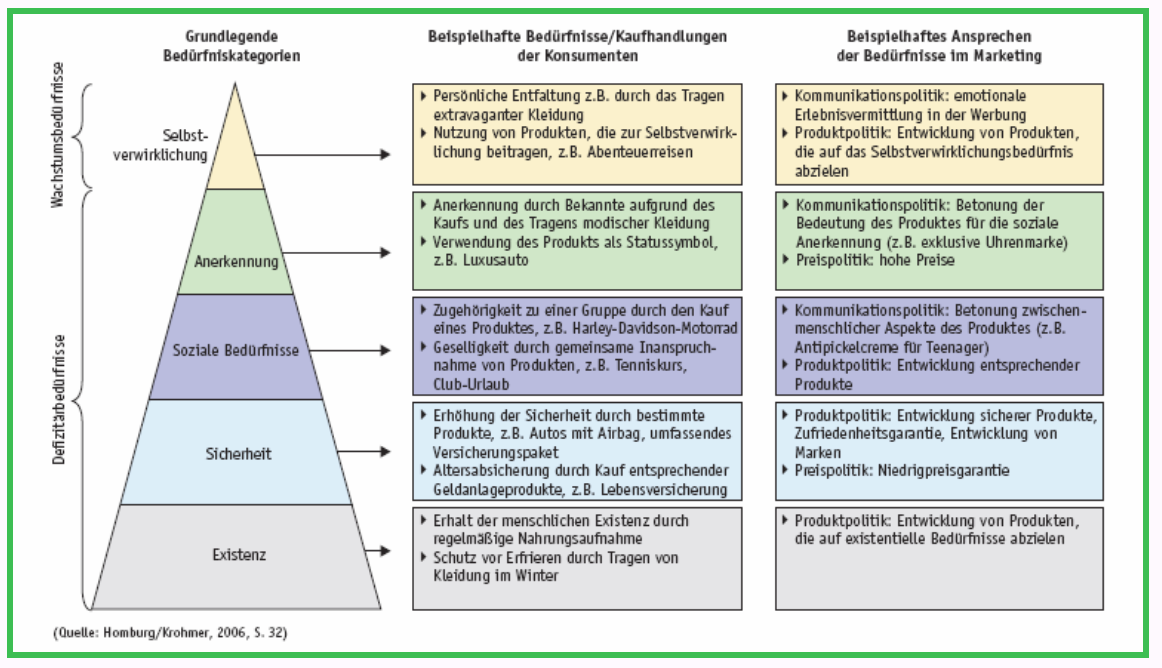 Grundlegende
Bedürfniskategorien
Beispielhafte Bedürfnisse/Kaufhandlungen
der Konsumenten
Beispielhaftes Ansprechen
der Bedürfnisse im Marketing
Wachstumsbedürfnisse
Selbst-
verwirklichung
Persönliche Entfaltung z.B. durch das Tragen
extravaganter Kleidung
Nutzung von Produkten, die zur Selbstverwirk-
lichung beitragen, z.B. Abenteuerreisen
Kommunikationspolitik: emotionale
Erlebnisvermittlung in der Werbung
Produktpolitik: Entwicklung von Produkten,
die auf das Selbstverwirklichungsbedürfnis
abzielen
Defizitärbedürfnisse
Anerkennung
Anerkennung durch Bekannte aufgrund des
Kaufs und des Tragens modischer Kleidung
Verwendung des Produkts als Statussymbol,
z.B. Luxusauto
Kommunikationspolitik: Betonung der
Bedeutung des Produktes für die soziale
Anerkennung (z.B. exklusive Uhrenmarke)
Preispolitik: hohe Preise
Soziale Bedürfnisse
Zugehörigkeit zu einer Gruppe durch den Kauf
eines Produktes, z.B. Harley-Davidson-Motorrad
Geselligkeit durch gemeinsame Inanspruch-
nahme von Produkten, z.B. Tenniskurs,
Club-Urlaub
Kommunikationspolitik: Betonung zwischen-
menschlicher Aspekte des Produktes (z.B.
Antipickelcreme für Teenager)
Produktpolitik: Entwicklung entsprechender
Produkte
Sicherheit
Erhöhung der Sicherheit durch bestimmte
Produkte, z.B. Autos mit Airbag, umfassendes
Versicherungspaket
Altersabsicherung durch Kauf entsprechender
Geldanlageprodukte, z.B. Lebensversicherung
Produktpolitik: Entwicklung sicherer Produkte,
Zufriedenheitsgarantie, Entwicklung von
Marken
Preispolitik: Niedrigpreisgarantie
Existenz
Erhalt der menschlichen Existenz durch
regelmäßige Nahrungsaufnahme
Schutz vor Erfrieren durch Tragen von
Kleidung im Winter
Produktpolitik: Entwicklung von Produkten,
die auf existentielle Bedürfnisse abzielen
(Quelle: Homburg/Krohmer, 2006, S. 32)